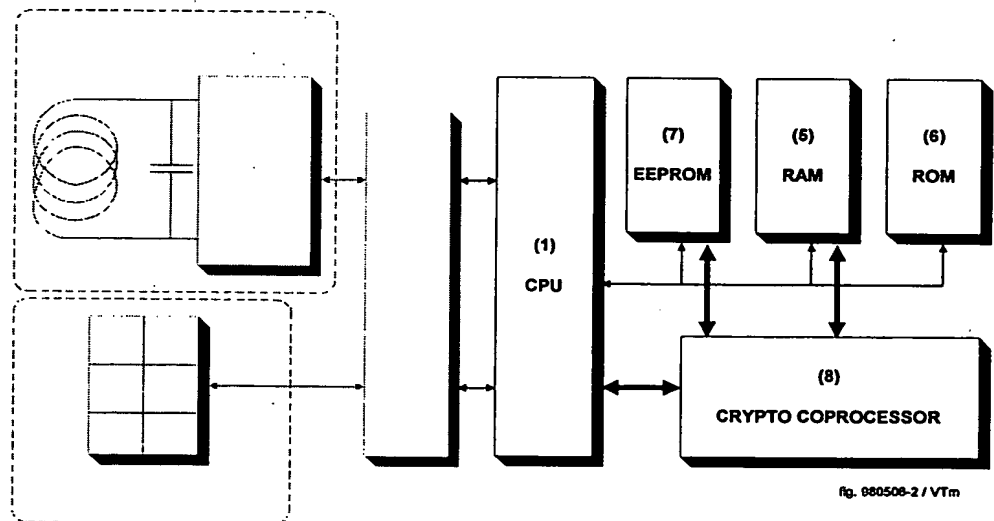 (7)
EEPROM
(5)
RAM
(6)
ROM
(1)
CPU
(8)
CRYPTO COPROCESSOR
fig. 980506-2 / VTm